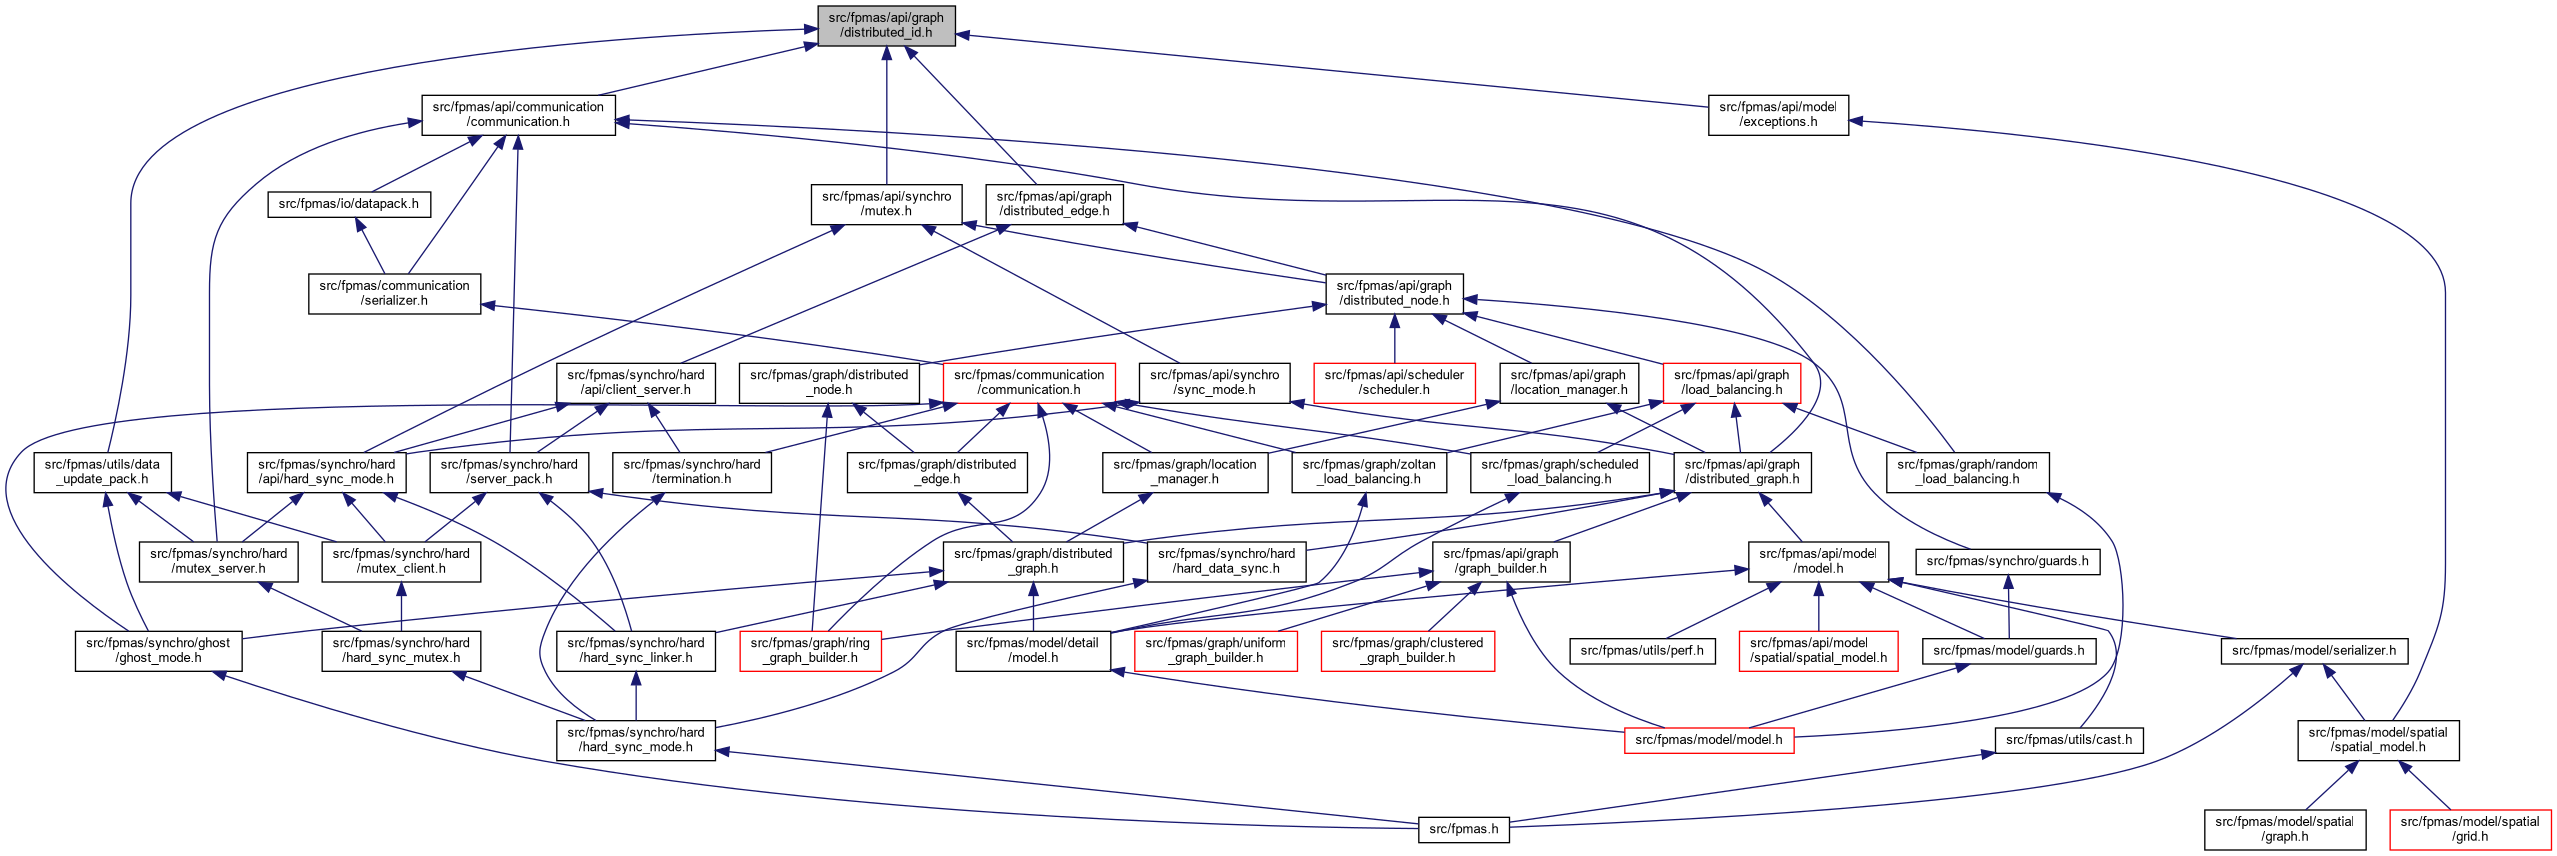 src/fpmas/api/graph
/distributed_id.h
src/fpmas/api/communication
/communication.h
src/fpmas/api/model
/exceptions.h
src/fpmas/io/datapack.h
src/fpmas/api/synchro
/mutex.h
src/fpmas/api/graph
/distributed_edge.h
src/fpmas/communication
/serializer.h
src/fpmas/api/graph
/distributed_node.h
src/fpmas/synchro/hard
/api/client_server.h
src/fpmas/graph/distributed
_node.h
src/fpmas/communication
/communication.h
src/fpmas/api/synchro
/sync_mode.h
src/fpmas/api/scheduler
/scheduler.h
src/fpmas/api/graph
/location_manager.h
src/fpmas/api/graph
/load_balancing.h
src/fpmas/utils/data
_update_pack.h
src/fpmas/synchro/hard
/api/hard_sync_mode.h
src/fpmas/synchro/hard
/server_pack.h
src/fpmas/synchro/hard
/termination.h
src/fpmas/graph/distributed
_edge.h
src/fpmas/graph/location
_manager.h
src/fpmas/graph/zoltan
_load_balancing.h
src/fpmas/graph/scheduled
_load_balancing.h
src/fpmas/api/graph
/distributed_graph.h
src/fpmas/graph/random
_load_balancing.h
src/fpmas/synchro/hard
/mutex_server.h
src/fpmas/synchro/hard
/mutex_client.h
src/fpmas/graph/distributed
_graph.h
src/fpmas/synchro/hard
/hard_data_sync.h
src/fpmas/api/graph
/graph_builder.h
src/fpmas/api/model
/model.h
src/fpmas/synchro/guards.h
src/fpmas/synchro/ghost
/ghost_mode.h
src/fpmas/synchro/hard
/hard_sync_mutex.h
src/fpmas/synchro/hard
/hard_sync_linker.h
src/fpmas/graph/ring
_graph_builder.h
src/fpmas/model/detail
/model.h
src/fpmas/graph/uniform
_graph_builder.h
src/fpmas/graph/clustered
_graph_builder.h
src/fpmas/utils/perf.h
src/fpmas/api/model
/spatial/spatial_model.h
src/fpmas/model/guards.h
src/fpmas/model/serializer.h
src/fpmas/synchro/hard
/hard_sync_mode.h
src/fpmas/model/model.h
src/fpmas/utils/cast.h
src/fpmas/model/spatial
/spatial_model.h
src/fpmas.h
src/fpmas/model/spatial
/graph.h
src/fpmas/model/spatial
/grid.h